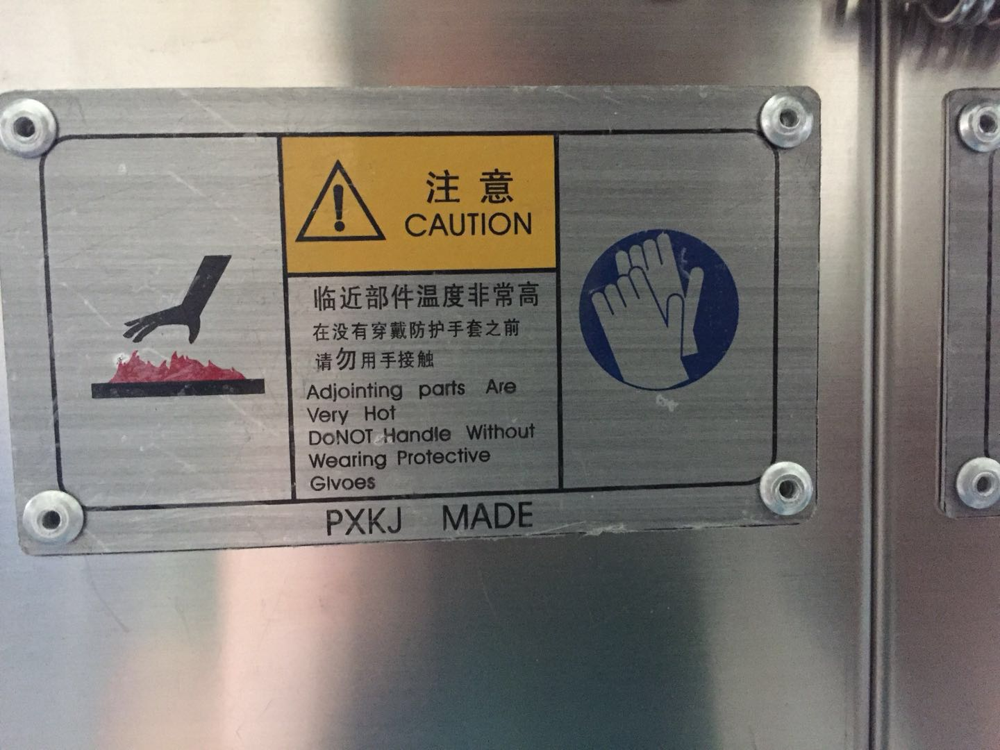 注意
CAUTION
临近部件温度非常高
在没有穿戴防护手套之前
请勿用手接触
Adjointing parts Are
Very Hot
DoNOT Handle Without
Wearing Protective
Glvoes
PXKJ MADE